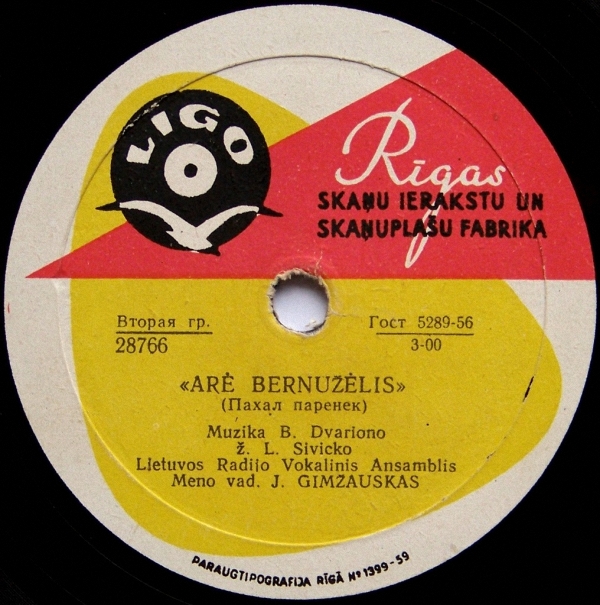 LIGO
Rīgas
SKAŅU IERAKSTU UN
SKAŅUPLAŠU FABRIKA
Вторая гр.
28766
Гост 5289-56
3-00
«ARĖ BERNUŽĖLIS»
(Пахал паренек)
Muzika B. Dvariono
ž. L. Sivicko
Lietuvos Radijo Vokalinis Ansamblis
Meno vad. J. GIMŽAUSKAS
PARAUGTIPOGRAFIJA RĪGĀ Nº 1399-59